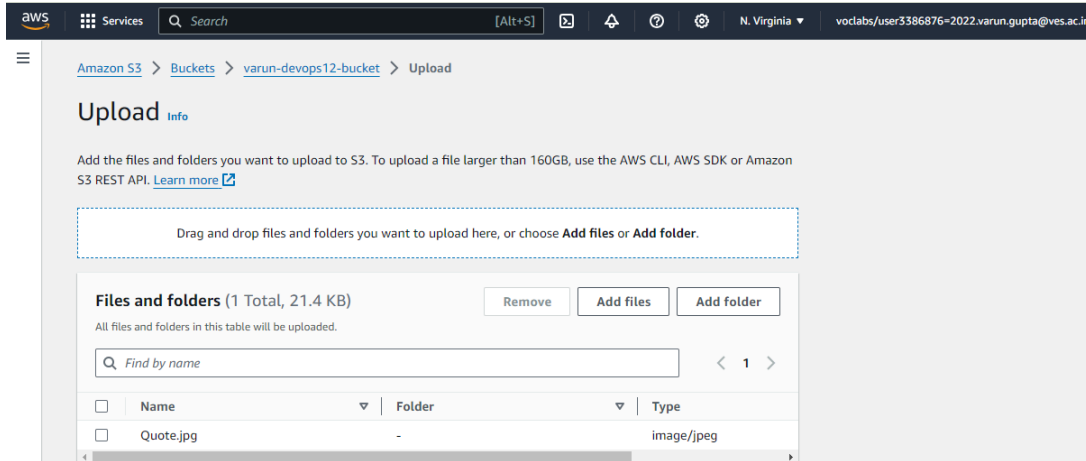 aws Services Search [Alt+S] N. Virginia voclabs/user3386876=2022.varun.gupta@ves.ac.in
Amazon S3 > Buckets > varun-devops12-bucket > Upload
Upload Info
Add the files and folders you want to upload to S3. To upload a file larger than 160GB, use the AWS CLI, AWS SDK or Amazon
S3 REST API. Learn more
Drag and drop files and folders you want to upload here, or choose Add files or Add folder.
Files and folders (1 Total, 21.4 KB) Remove Add files Add folder
All files and folders in this table will be uploaded.
Find by name < 1 >
Name Folder Type
Quote.jpg - image/jpeg